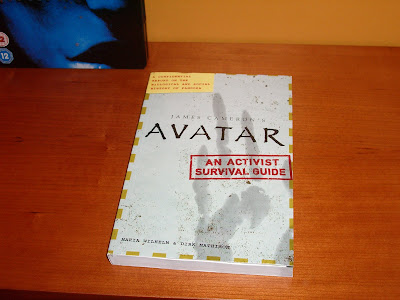 A CONFIDENTIAL
REPORT ON THE
BIOLOGICAL AND SOCIAL
HISTORY OF PANDORA
JAMES CAMERON'S
AVATAR
AN ACTIVIST
SURVIVAL GUIDE
MARIA WILHELM & DIRK MATHISON
12